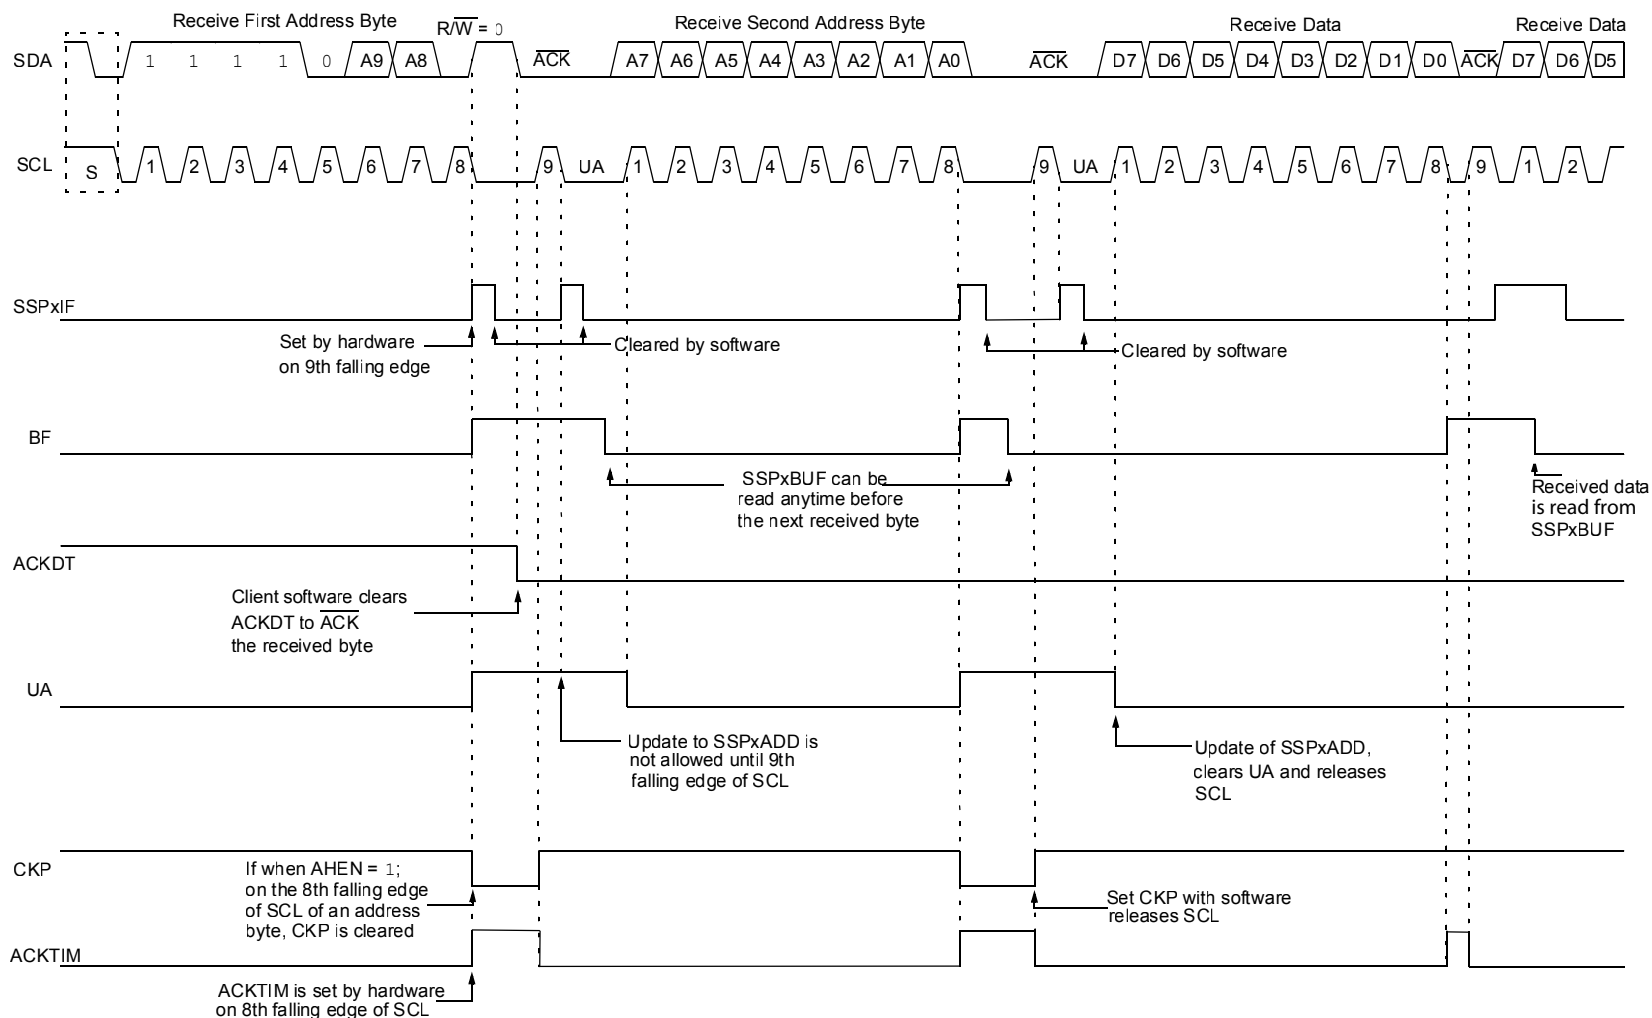 Receive First Address Byte
R/W = 0
Receive Second Address Byte
Receive Data
Receive Data
SDA
1 1 1 1 0 A9 A8
ACK
A7 A6 A5 A4 A3 A2 A1 A0
ACK
D7 D6 D5 D4 D3 D2 D1 D0
ACK
D7 D6 D5
SCL
S
1 2 3 4 5 6 7 8 9 UA 1 2 3 4 5 6 7 8 9 UA 1 2 3 4 5 6 7 8 9 1 2
SSPxIF
Set by hardware
on 9th falling edge
Cleared by software
Cleared by software
BF
SSPxBUF can be
read anytime before
the next received byte
Received data
is read from
SSPxBUF
ACKDT
Client software clears
ACKDT to ACK
the received byte
UA
Update to SSPxADD is
not allowed until 9th
falling edge of SCL
Update of SSPxADD,
clears UA and releases
SCL
CKP
If when AHEN = 1;
on the 8th falling edge
of SCL of an address
byte, CKP is cleared
Set CKP with software
releases SCL
ACKTIM
ACKTIM is set by hardware
on 8th falling edge of SCL